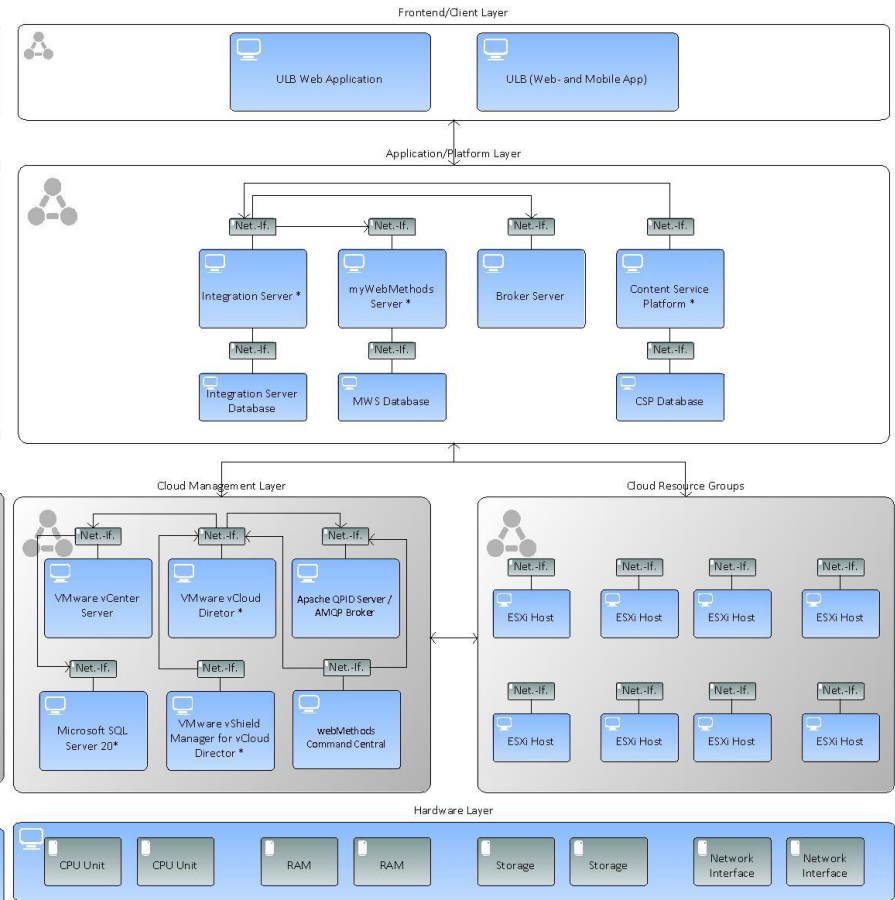 Frontend/Client Layer
ULB Web Application
ULB (Web- and Mobile App)
Application/Platform Layer
Net.-If.
Net.-If.
Net.-If.
Net.-If.
Integration Server *
myWebMethods
Server *
Broker Server
Content Service
Platform *
Net.-If.
Net.-If.
Net.-If.
Integration Server
Database
MWS Database
CSP Database
Cloud Management Layer
Net.-If.
Net.-If.
Net.-If.
VMware vCenter
Server
VMware vCloud
Diretor *
Apache QPID Server /
AMQP Broker
Net.-If.
Net.-If.
Net.-If.
Microsoft SQL
Server 20*
VMware vShield
Manager for vCloud
Director *
webMethods
Command Central
Cloud Resource Groups
Net.-If.
Net.-If.
Net.-If.
Net.-If.
ESXi Host
ESXi Host
ESXi Host
ESXi Host
Net.-If.
Net.-If.
Net.-If.
Net.-If.
ESXi Host
ESXi Host
ESXi Host
ESXi Host
Hardware Layer
CPU Unit
CPU Unit
RAM
RAM
Storage
Storage
Network
Interface
Network
Interface